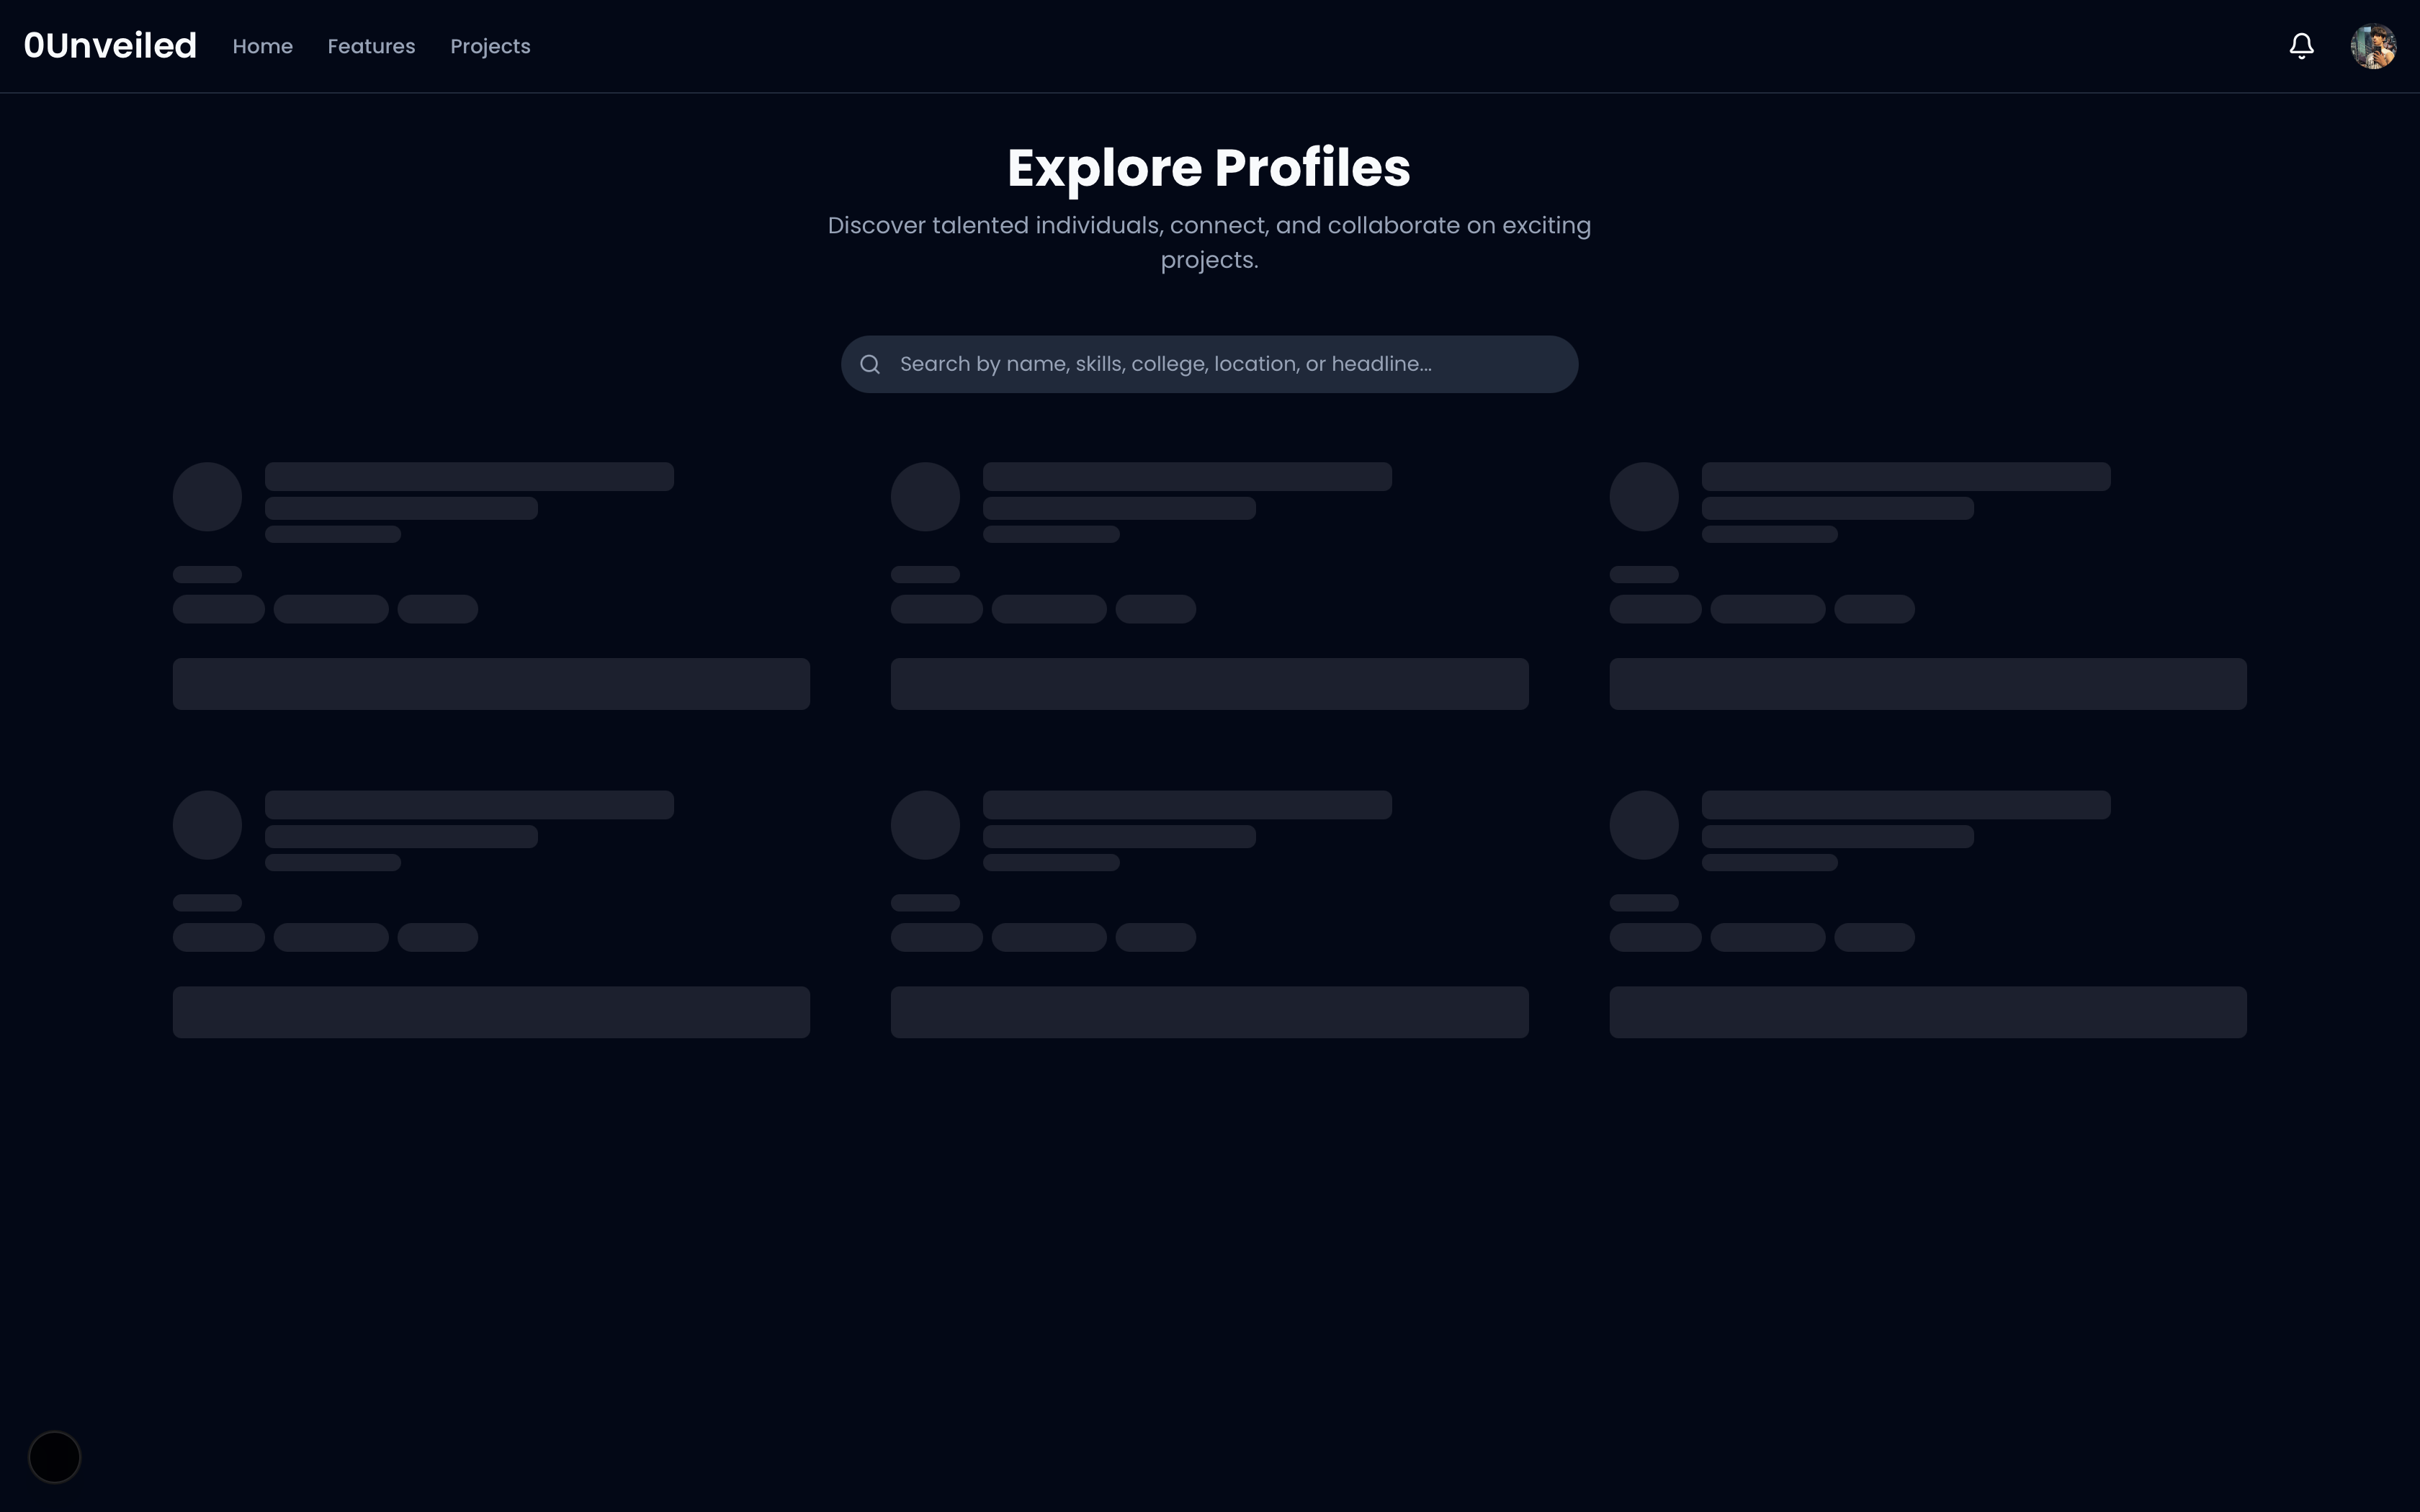 0Unveiled
Home
Features
Projects
Explore Profiles
Discover talented individuals, connect, and collaborate on exciting
projects.
Search by name, skills, college, location, or headline...